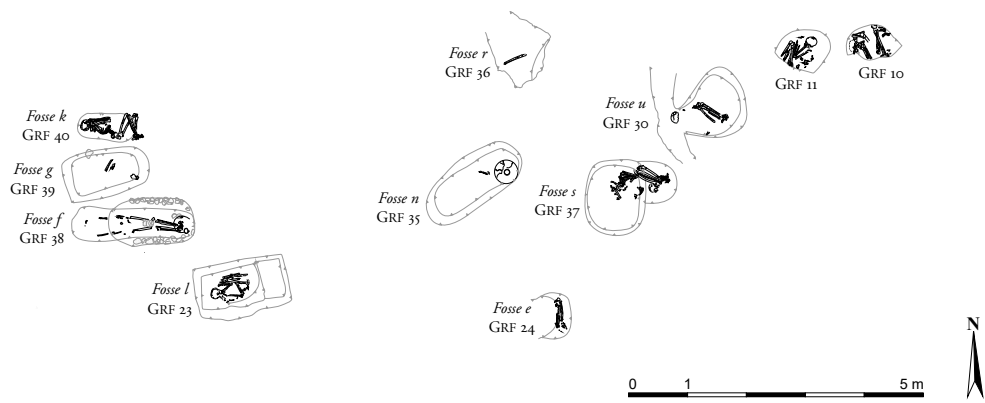 Fosse r
GRF 36
GRF 11
GRF 10
Fosse k
GRF 40
Fosse u
GRF 30
Fosse g
GRF 39
Fosse n
GRF 35
Fosse s
GRF 37
Fosse f
GRF 38
Fosse l
GRF 23
Fosse e
GRF 24
N
0 1 5 m